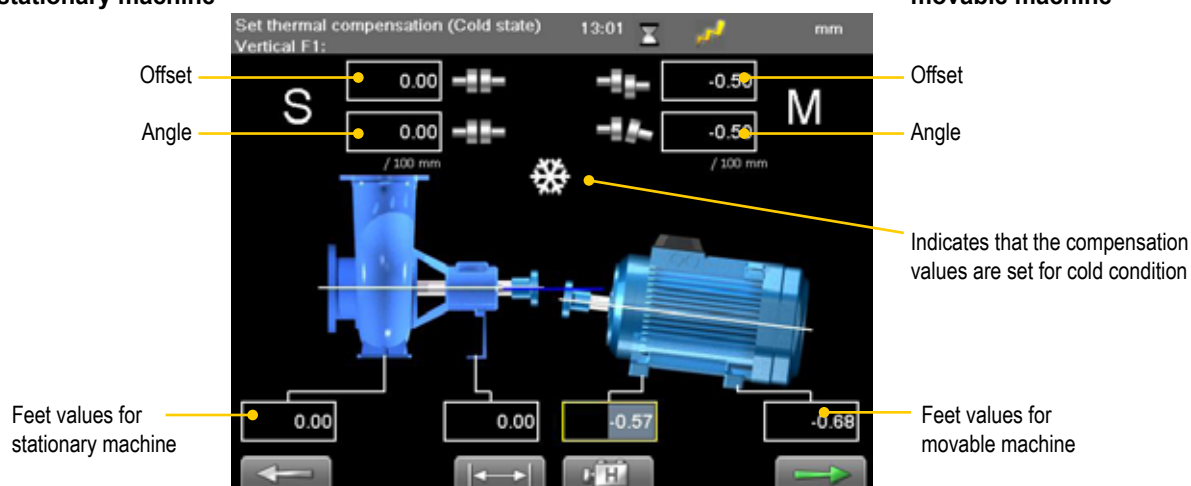 stationary machine
movable machine
Set thermal compensation (Cold state) 13:01 mm
Vertical F1:
Offset
0.00
-0.50
Offset
S
M
Angle
0.00
-0.50
Angle
/ 100 mm
/ 100 mm
Indicates that the compensation
values are set for cold condition
Feet values for
stationary machine
0.00
0.00
-0.57
-0.68
Feet values for
movable machine
H